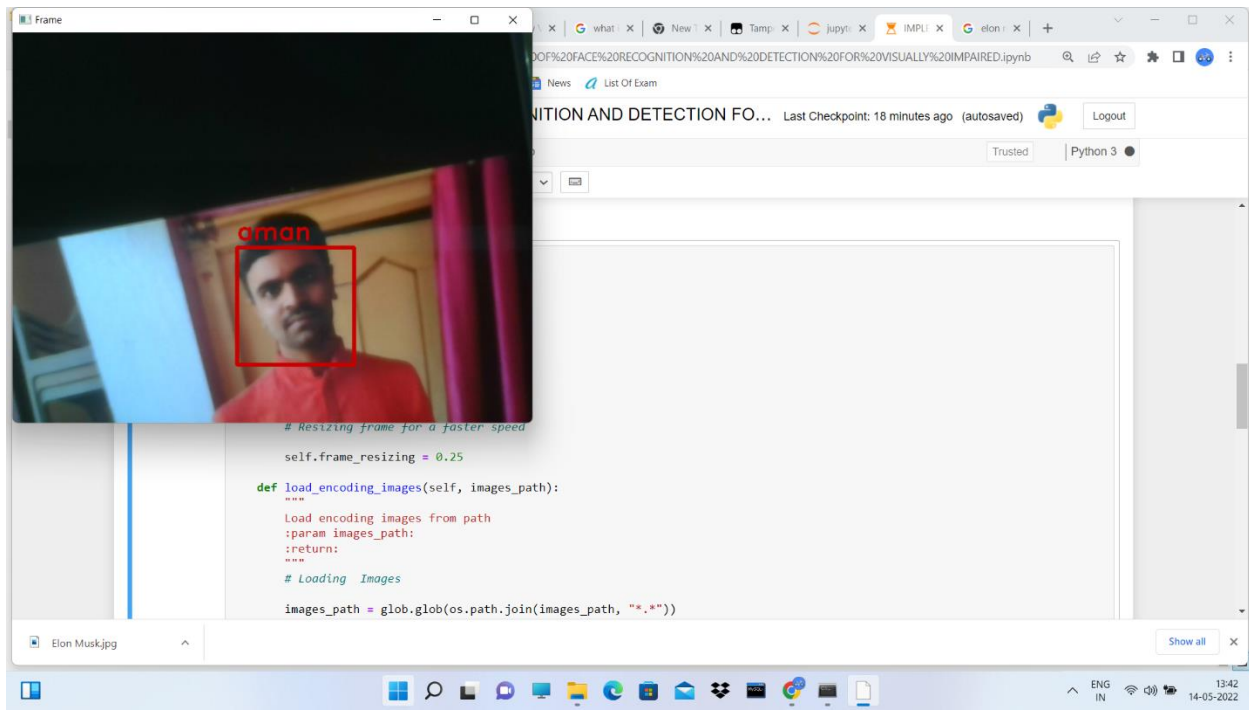 Frame
what i
New T
Tamp
jupyt
IMPLE
elon r
OF%20FACE%20RECOGNITION%20AND%20DETECTION%20FOR%20VISUALLY%20IMPAIRED.ipynb
News
List Of Exam
NITION AND DETECTION FO... Last Checkpoint: 18 minutes ago (autosaved)
Logout
Trusted
Python 3
aman
# Resizing frame for a faster speed
self.frame_resizing = 0.25
def load_encoding_images(self, images_path):
"""
Load encoding images from path
:param images_path:
:return:
"""
# Loading Images
images_path = glob.glob(os.path.join(images_path, "*.*"))
Elon Musk.jpg
Show all
ENG
IN
13:42
14-05-2022